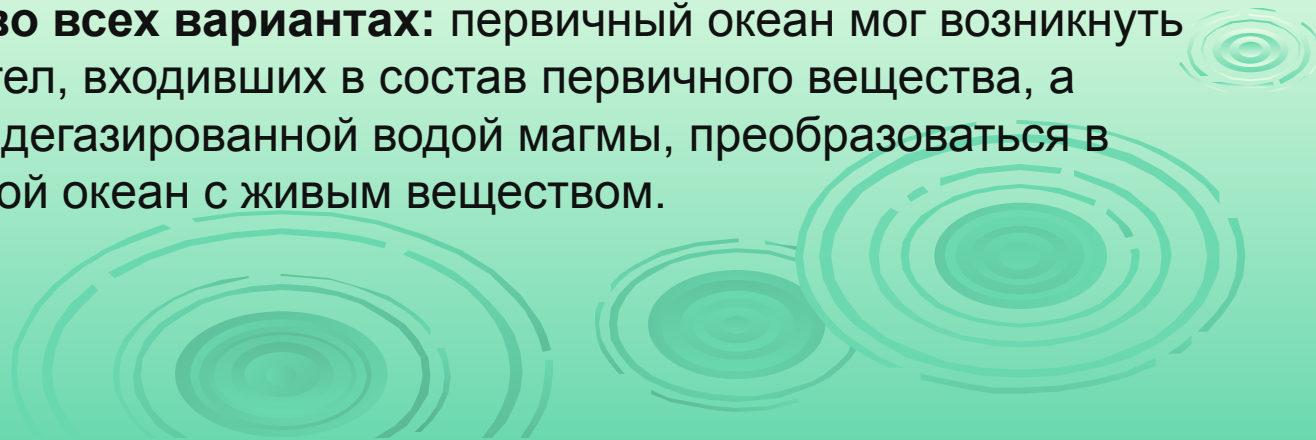 во всех вариантах: первичный океан мог возникнуть
тел, входивших в состав первичного вещества, а
дегазированной водой магмы, преобразоваться в
ой океан с живым веществом.